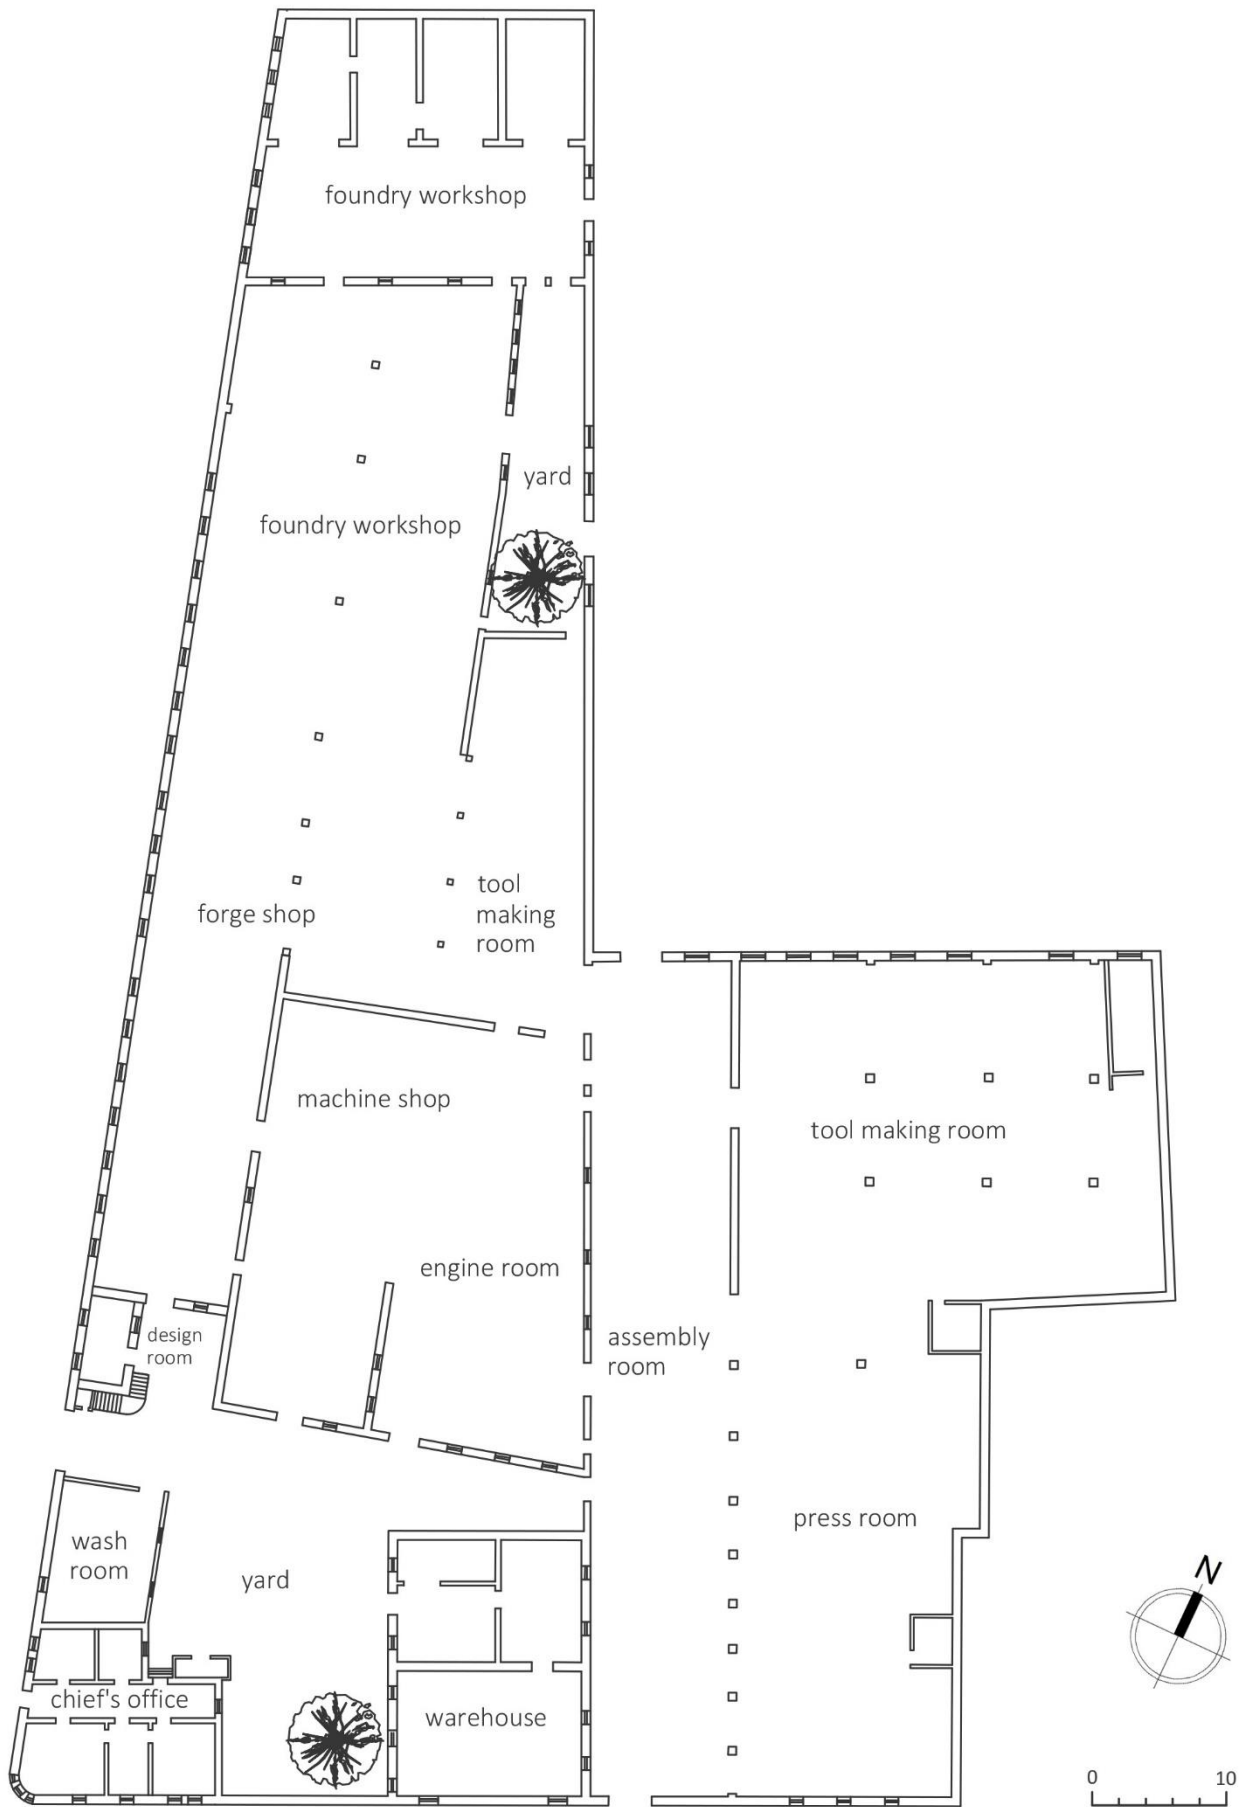 foundry workshop
yard
foundry workshop
tool
making
room
forge shop
machine shop
tool making room
engine room
design
room
assembly
room
press room
wash
room
yard
N
chief's office
warehouse
0 10